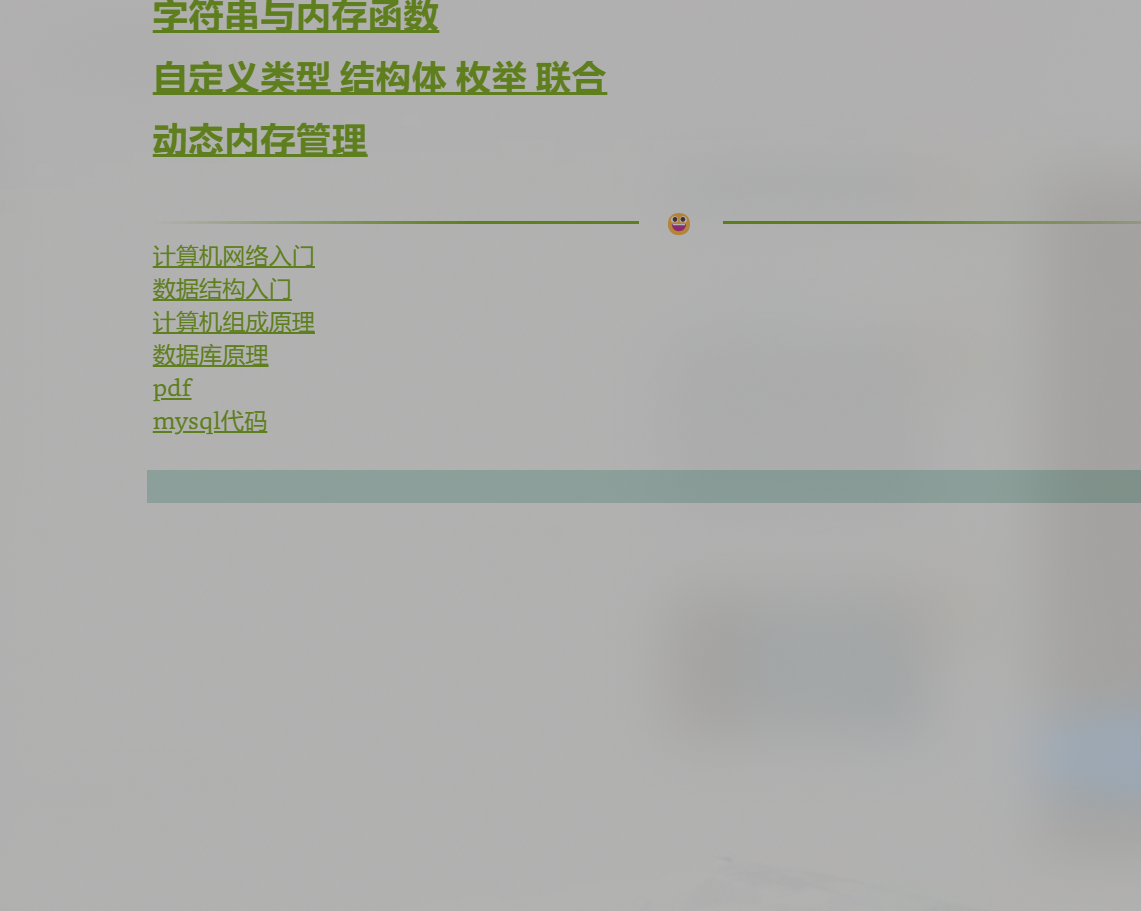 字符串与内存函数
自定义类型 结构体 枚举 联合
动态内存管理
计算机网络入门
数据结构入门
计算机组成原理
数据库原理
pdf
mysql代码